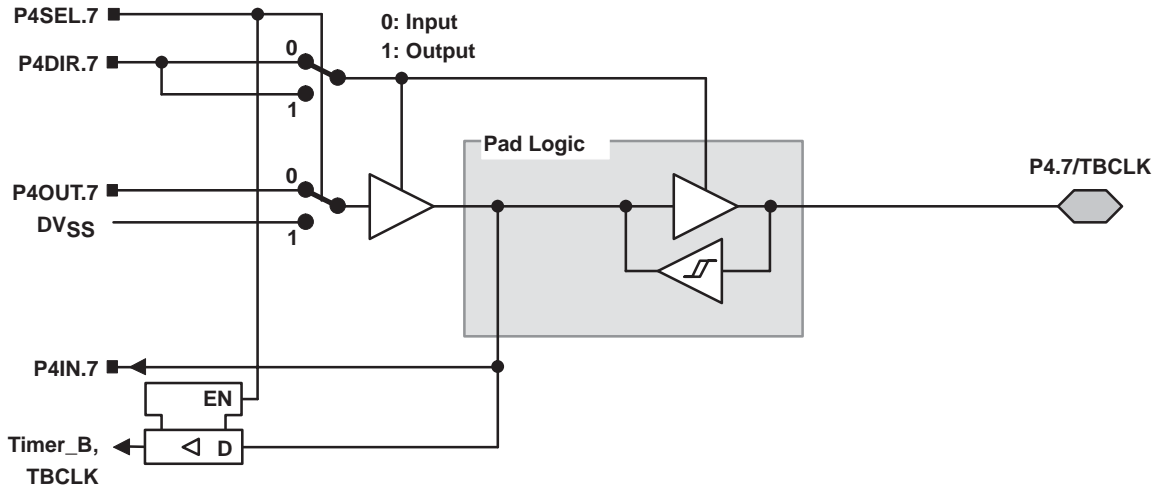 P4SEL.7
0: Input
1: Output
0
P4DIR.7
1
Pad Logic
P4.7/TBCLK
0
P4OUT.7
DVSS
1
P4IN.7
EN
Timer_B,
TBCLK
D